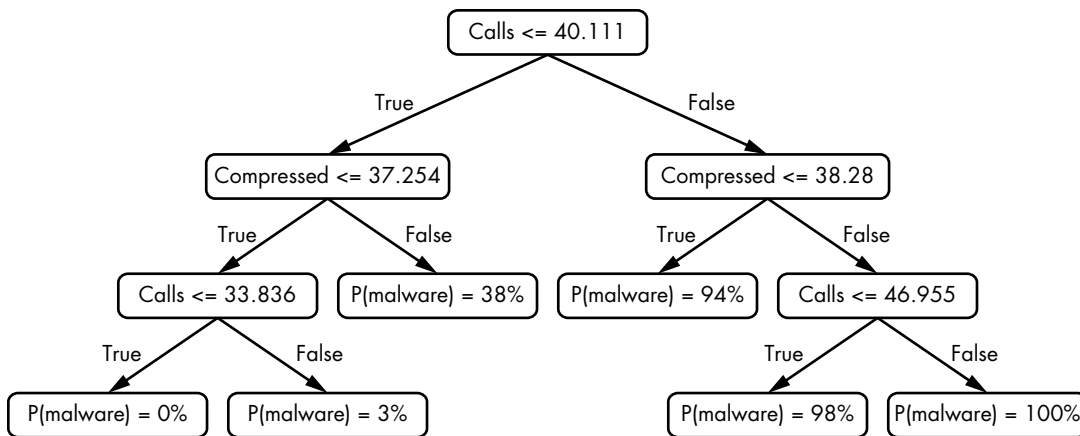 Calls <= 40.111
True
False
Compressed <= 37.254
Compressed <= 38.28
True
False
True
False
Calls <= 33.836
P(malware) = 38%
P(malware) = 94%
Calls <= 46.955
True
False
True
False
P(malware) = 0%
P(malware) = 3%
P(malware) = 98%
P(malware) = 100%